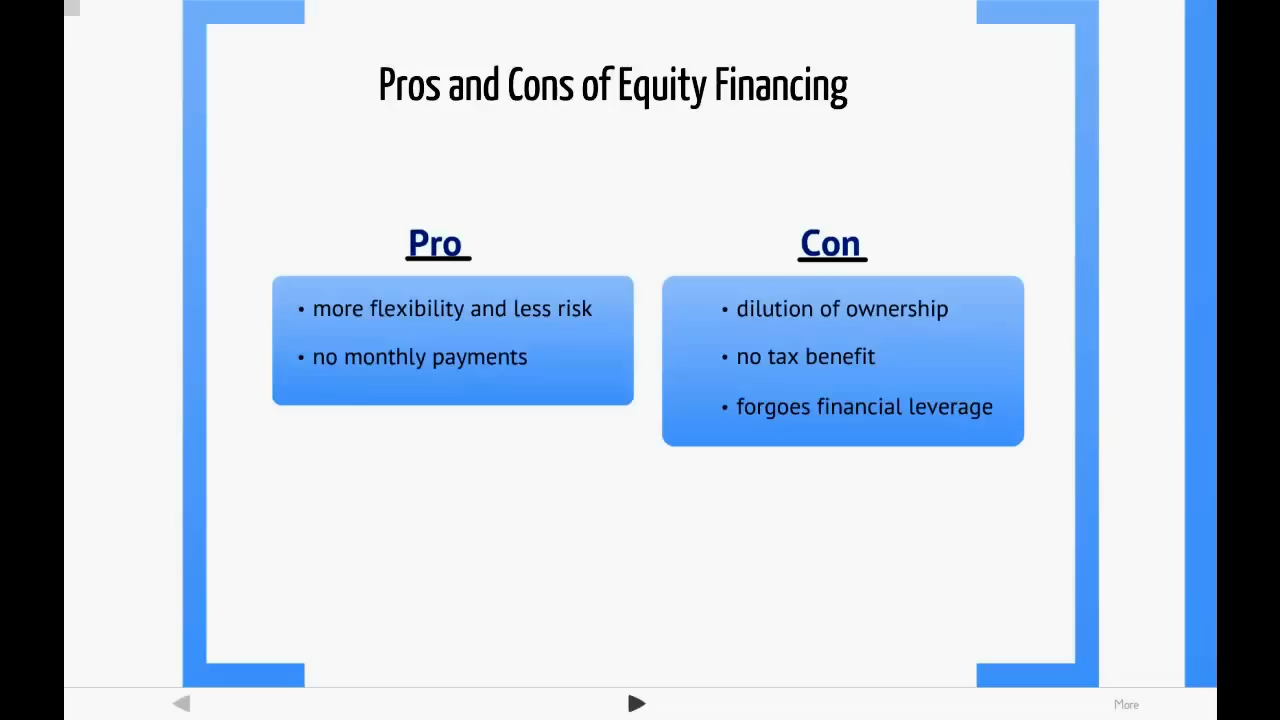 Pros and Cons of Equity Financing
Pro
• more flexibility and less risk
• no monthly payments
Con
• dilution of ownership
• no tax benefit
• forgoes financial leverage
More